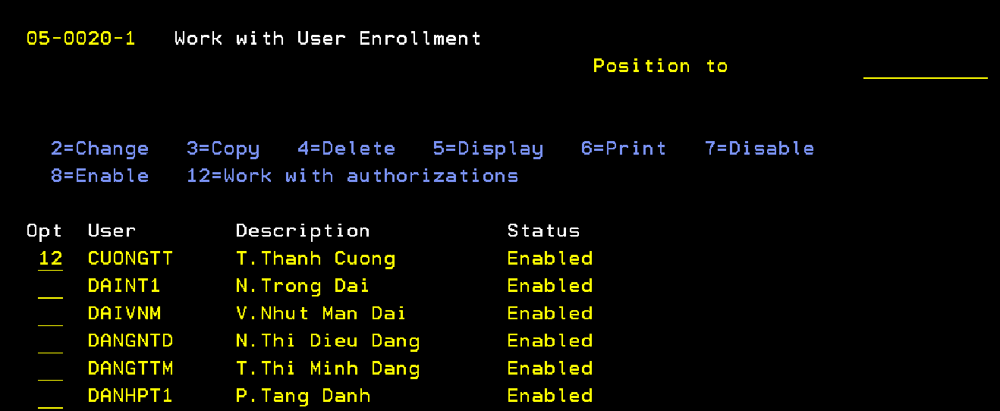 05-0020-1 Work with User Enrollment
Position to
2=Change 3=Copy 4=Delete 5=Display 6=Print 7=Disable
8=Enable 12=Work with authorizations
Opt User Description Status
12 CUONGTT T.Thanh Cuong Enabled
DAINT1 N.Trong Dai Enabled
DAIVNM V.Nhut Man Dai Enabled
DANGNTD N.Thi Dieu Dang Enabled
DANGTTM T.Thi Minh Dang Enabled
DANHPT1 P.Tang Danh Enabled